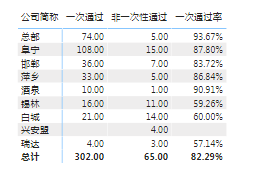 公司简称 一次通过 非一次性通过 一次通过率
总部 74.00 5.00 93.67%
阜宁 108.00 15.00 87.80%
邯郸 36.00 7.00 83.72%
萍乡 33.00 5.00 86.84%
酒泉 10.00 1.00 90.91%
锡林 16.00 11.00 59.26%
白城 21.00 14.00 60.00%
兴安盟 4.00
瑞达 4.00 3.00 57.14%
总计 302.00 65.00 82.29%